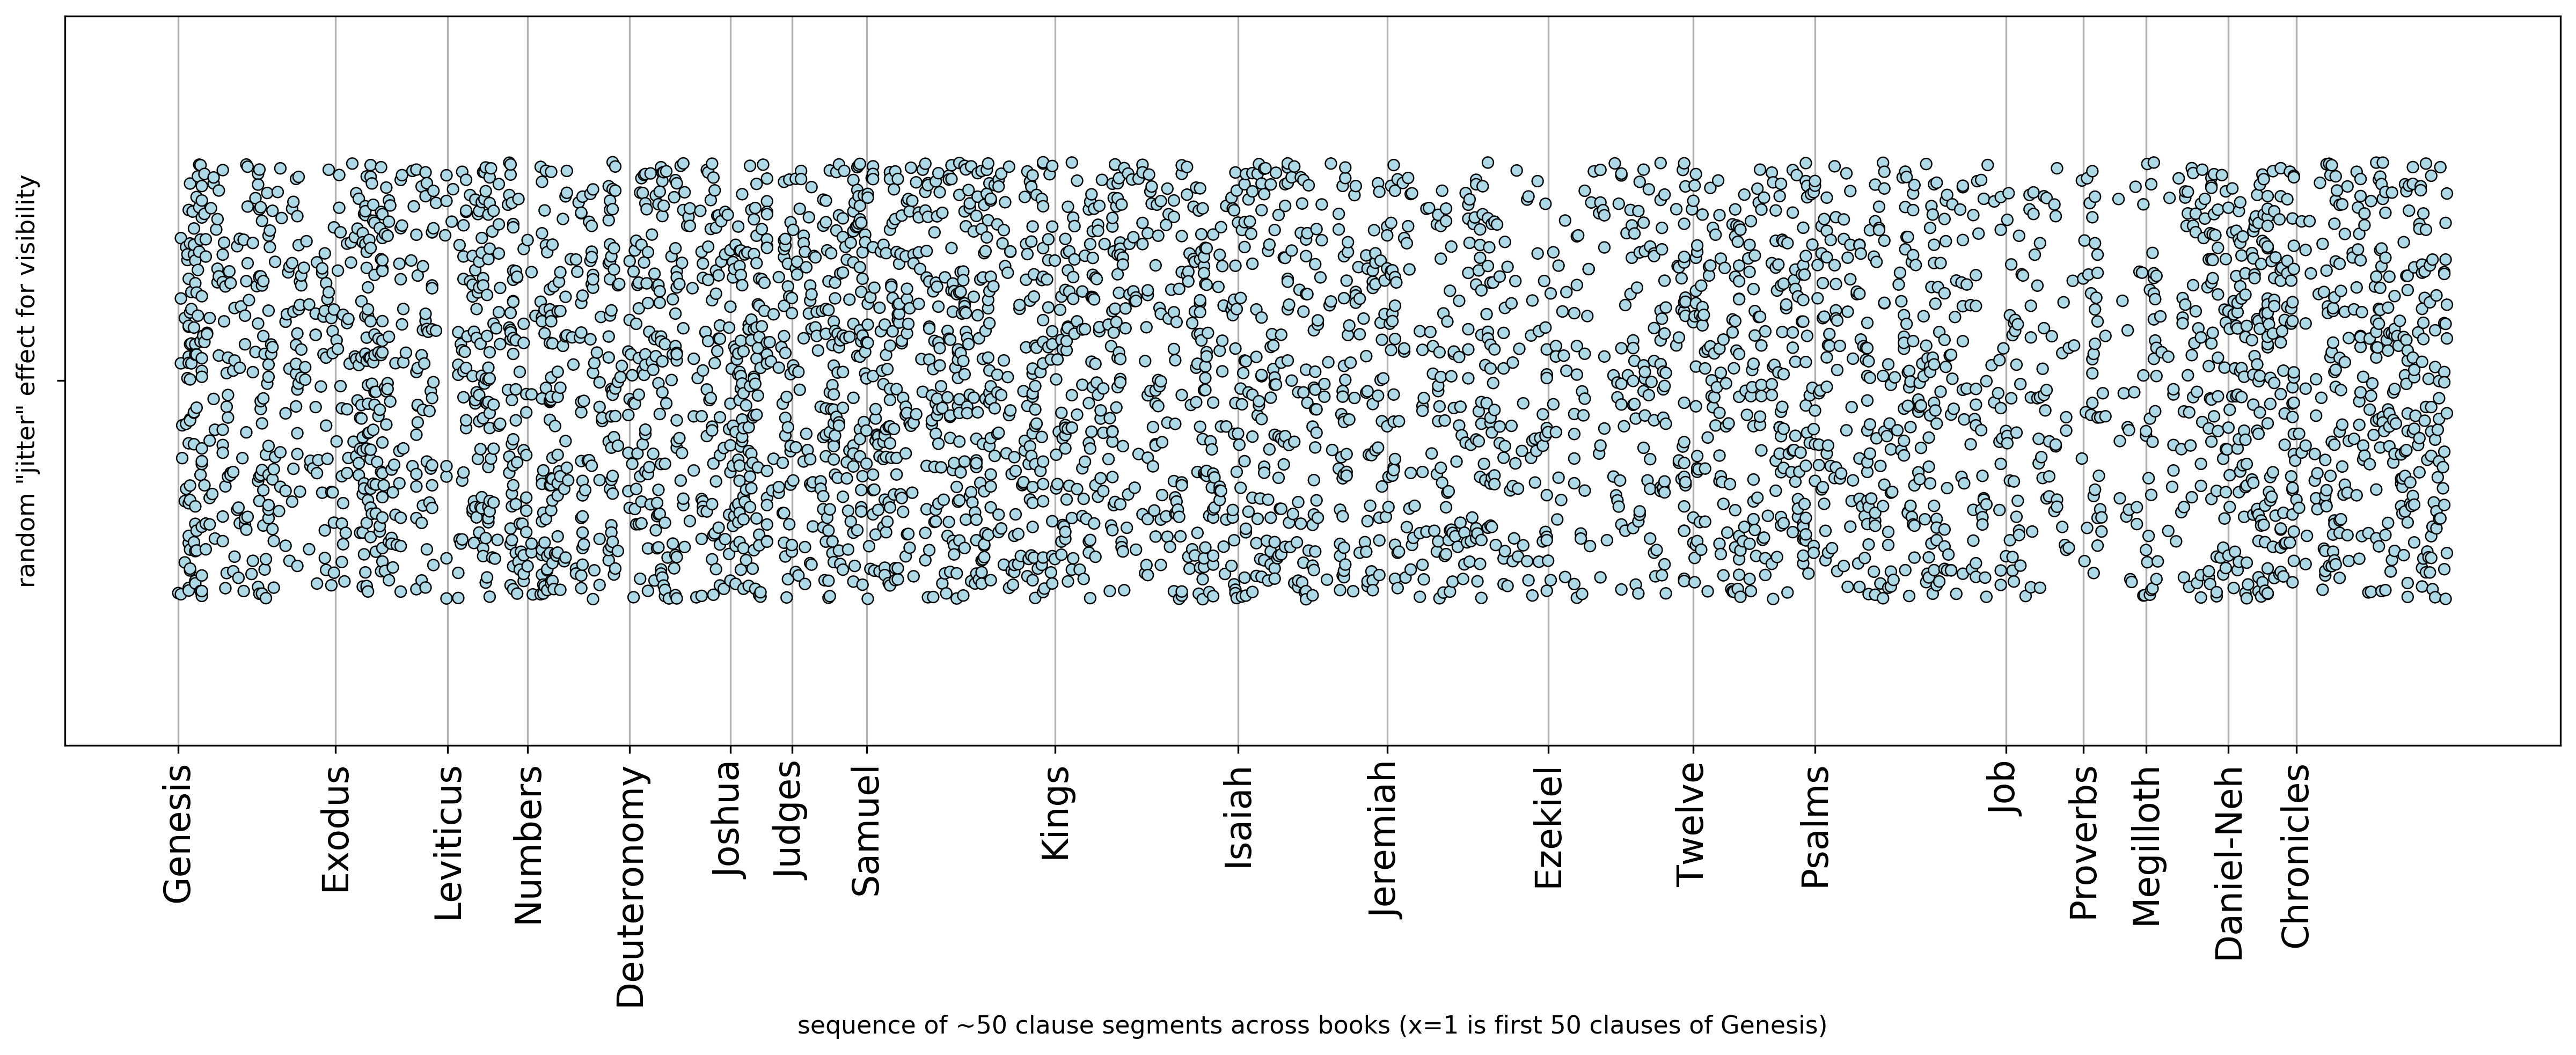 random "jitter" effect for visibility
Genesis
Exodus
Leviticus
Numbers
Deuteronomy
Joshua
Judges
Samuel
Kings
Isaiah
Jeremiah
Ezekiel
Twelve
Psalms
Job
Proverbs
Megilloth
Daniel-Neh
Chronicles
sequence of ~50 clause segments across books (x=1 is first 50 clauses of Genesis)